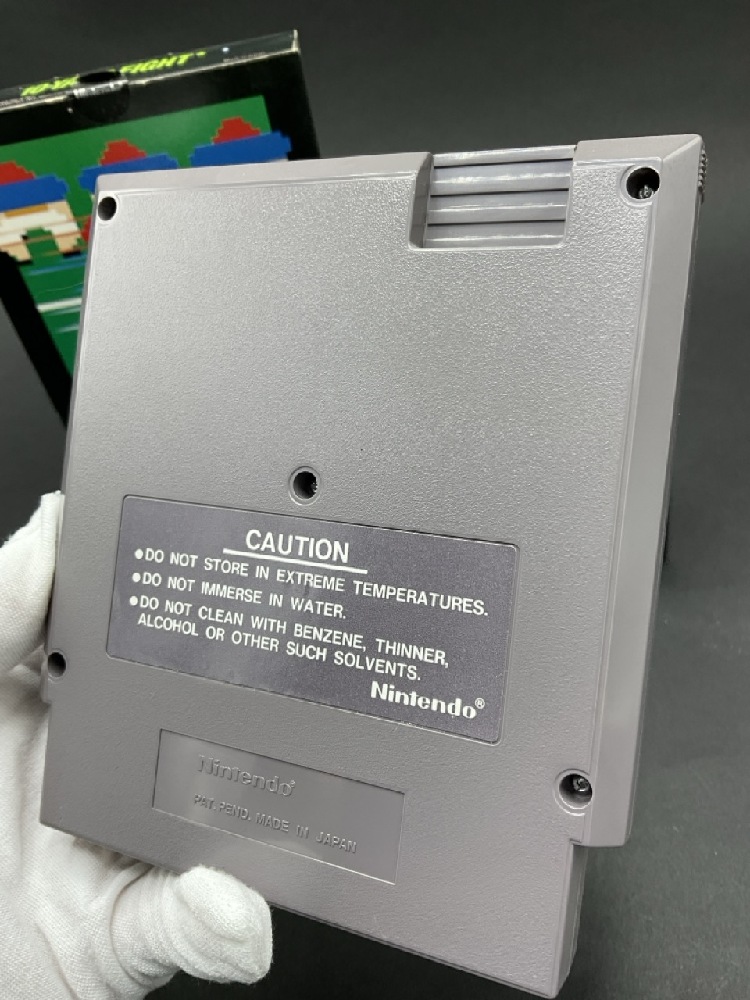 FIGHT
CAUTION
●DO NOT STORE IN EXTREME TEMPERATURES.
●DO NOT IMMERSE IN WATER.
●DO NOT CLEAN WITH BENZENE, THINNER,
ALCOHOL OR OTHER SUCH SOLVENTS.
Nintendo®
Nintendo®
PAT. PEND. MADE IN JAPAN